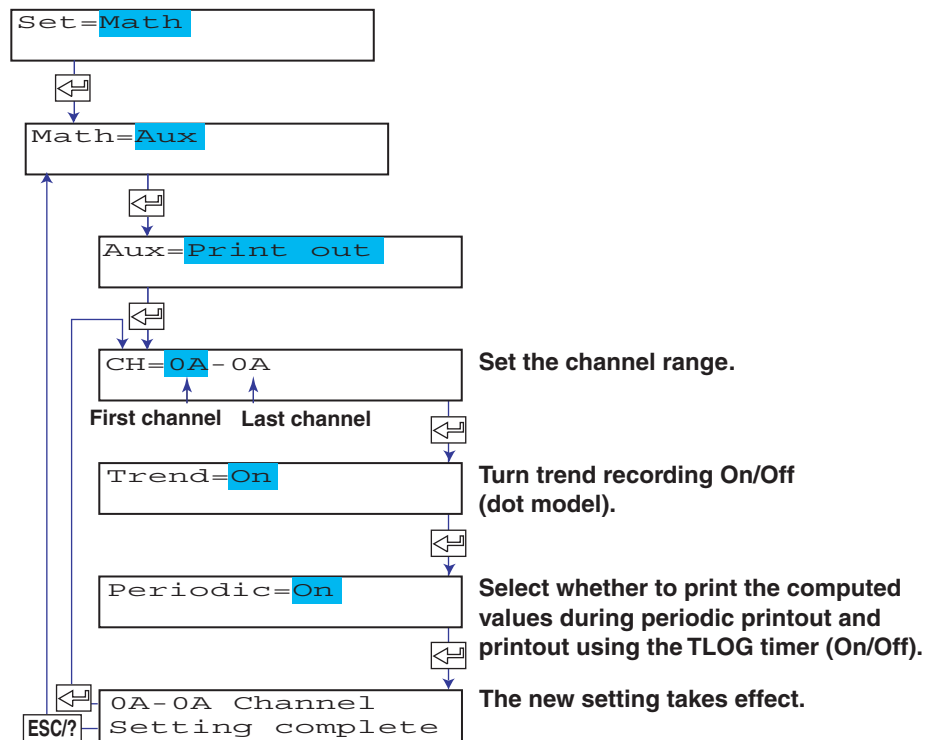 Set=Math
Math=Aux
Aux=Print out
CH=0A-0A
Set the channel range.
First channel Last channel
Trend=On
Turn trend recording On/Off
(dot model).
Periodic=On
Select whether to print the computed
values during periodic printout and
printout using the TLOG timer (On/Off).
0A-0A Channel
The new setting takes effect.
ESC/?
Setting complete